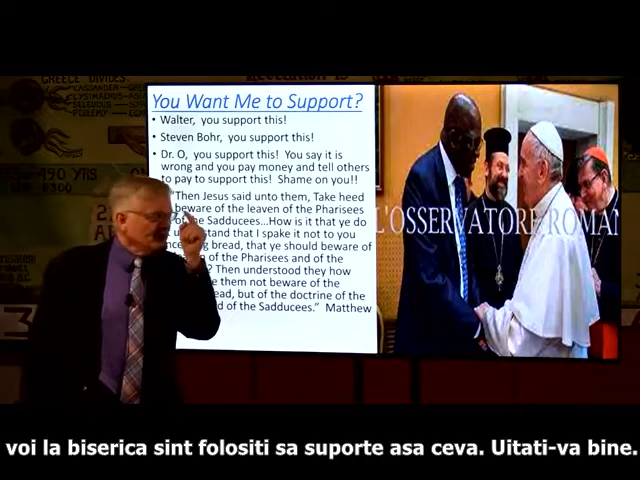 GREECE DIVIDES:
You Want Me to Support?
• Walter, you support this!
• Steven Bohr, you support this!
• Dr. O, you support this! You say it is
wrong and you pay money and tell others
to pay to support this! Shame on you!!
"Then Jesus said unto them, Take heed
beware of the leaven of the Pharisees
of the Sadducees...How is it that ye do
understand that I spake it not to you
bread, that ye should beware of
of the Pharisees and of the
? Then understood they how
them not beware of the
but of the doctrine of the
of the Sadducees." Matthew
L'OSSERVATORE ROMA
490 YRS
voi la biserica sint folositi sa suporte asa ceva. Uitati-va bine.